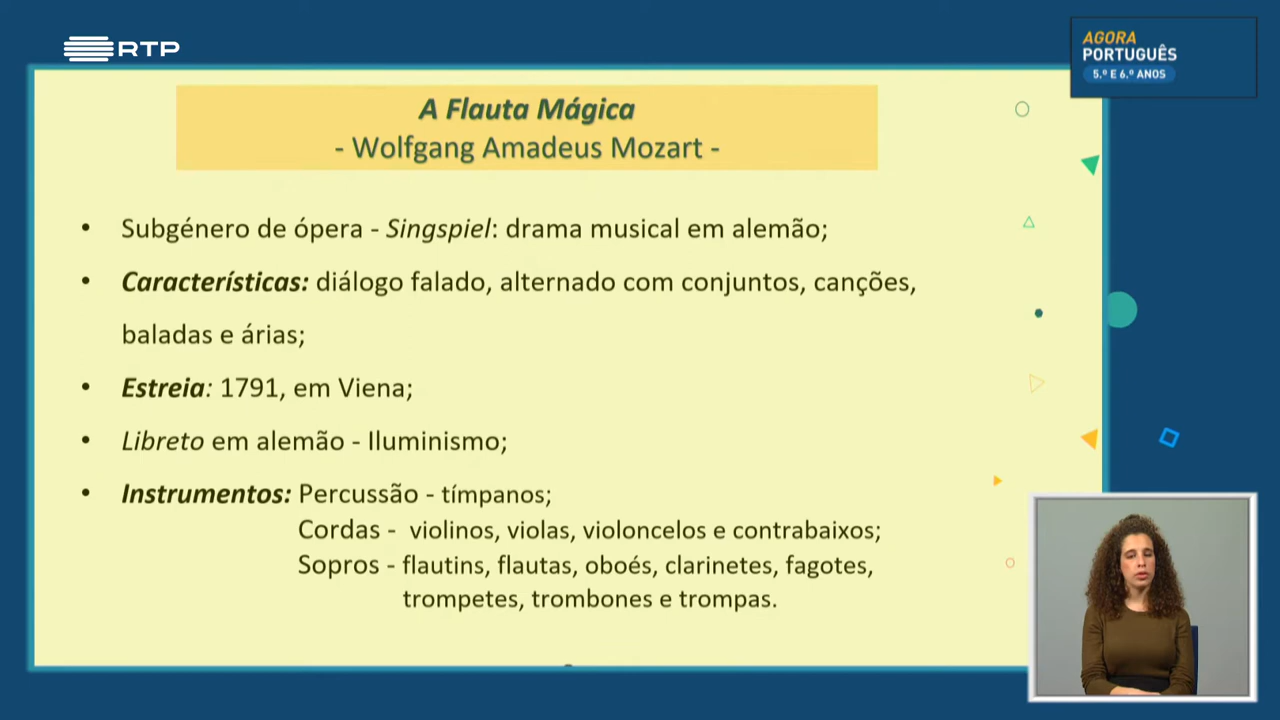 RTP
AGORA
PORTUGUÊS
5.º E 6.º ANOS
A Flauta Mágica
- Wolfgang Amadeus Mozart -
• Subgénero de ópera - Singspiel: drama musical em alemão;
• Características: diálogo falado, alternado com conjuntos, canções,
baladas e árias;
• Estreia: 1791, em Viena;
• Libreto em alemão - Iluminismo;
• Instrumentos: Percussão - tímpanos;
Cordas - violinos, violas, violoncelos e contrabaixos;
Sopros - flautins, flautas, oboés, clarinetes, fagotes,
trompetes, trombones e trompas.